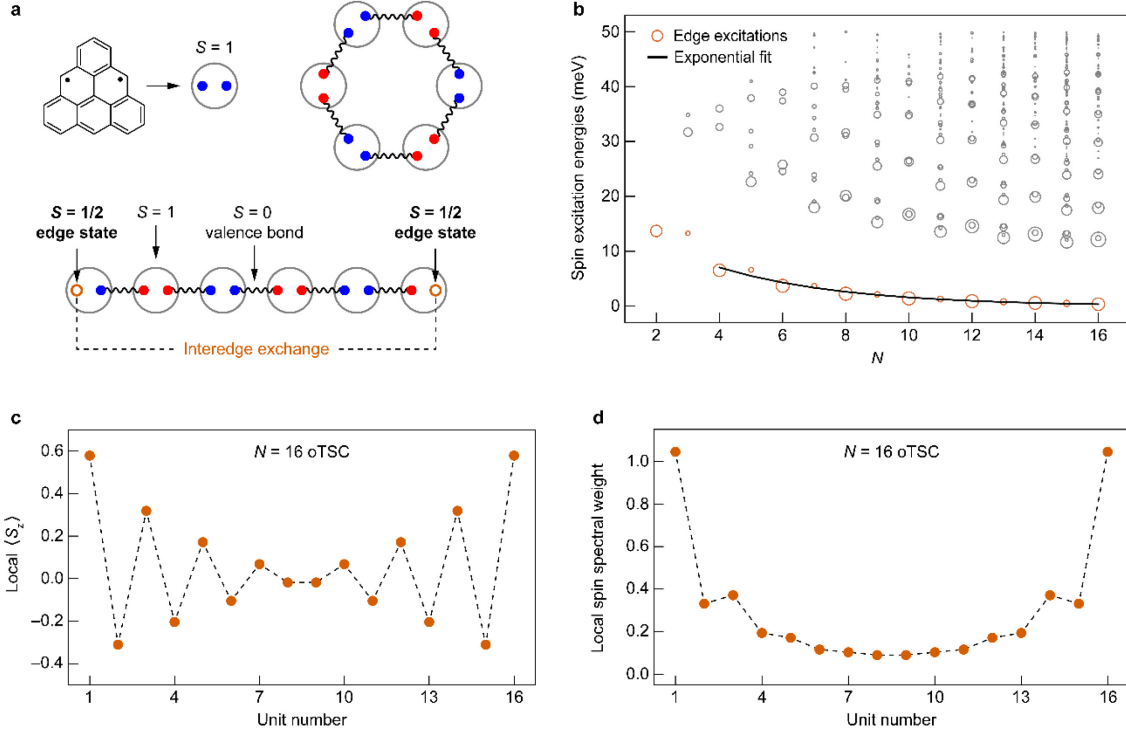 a
S = 1
S = 1/2
edge state
S = 1
S = 0
valence bond
S = 1/2
edge state
Interedge exchange
b
Edge excitations
Exponential fit
Spin excitation energies (meV)
50
40
30
20
10
0
2
4
6
8
10
12
14
16
N
c
N = 16 oTSC
Local ⟨Sz⟩
0.6
0.4
0.2
0.0
–0.2
–0.4
1
4
7
10
13
16
Unit number
d
N = 16 oTSC
Local spin spectral weight
1.0
0.8
0.6
0.4
0.2
0.0
1
4
7
10
13
16
Unit number